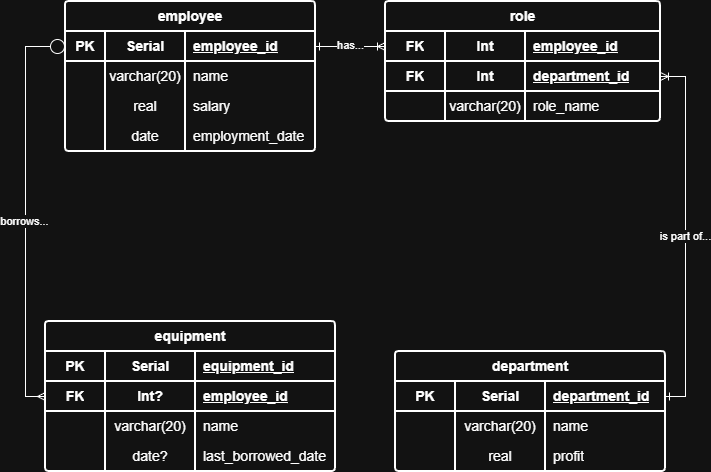 employee
PK Serial employee_id
varchar(20) name
real salary
date employment_date
has...
role
FK Int employee_id
FK Int department_id
varchar(20) role_name
borrows...
is part of...
equipment
PK Serial equipment_id
FK Int? employee_id
varchar(20) name
date? last_borrowed_date
department
PK Serial department_id
varchar(20) name
real profit